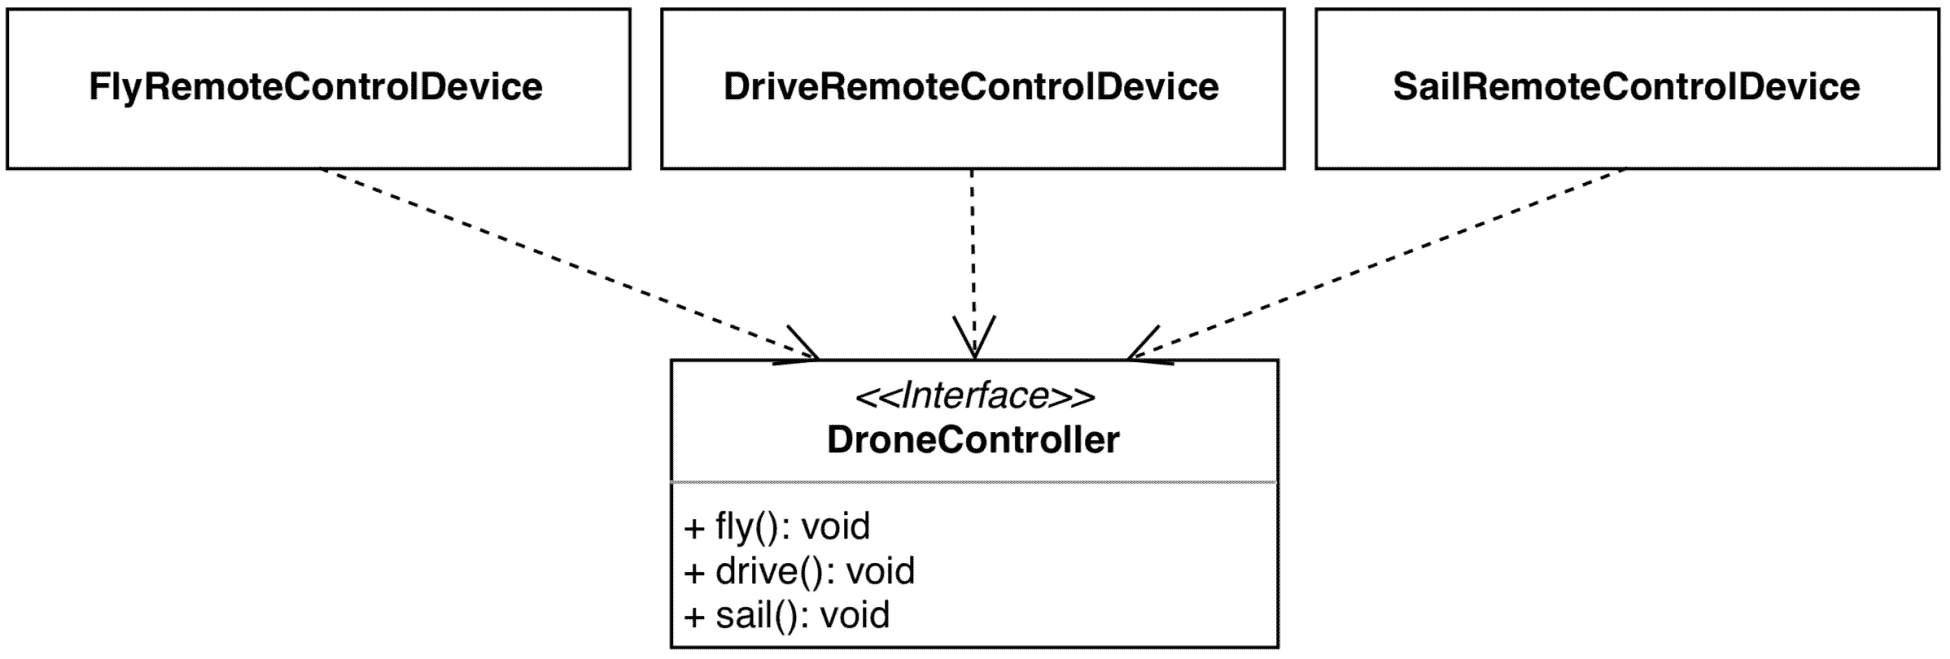 FlyRemoteControlDevice
DriveRemoteControlDevice
SailRemoteControlDevice
<<Interface>>
DroneController
+ fly(): void
+ drive(): void
+ sail(): void